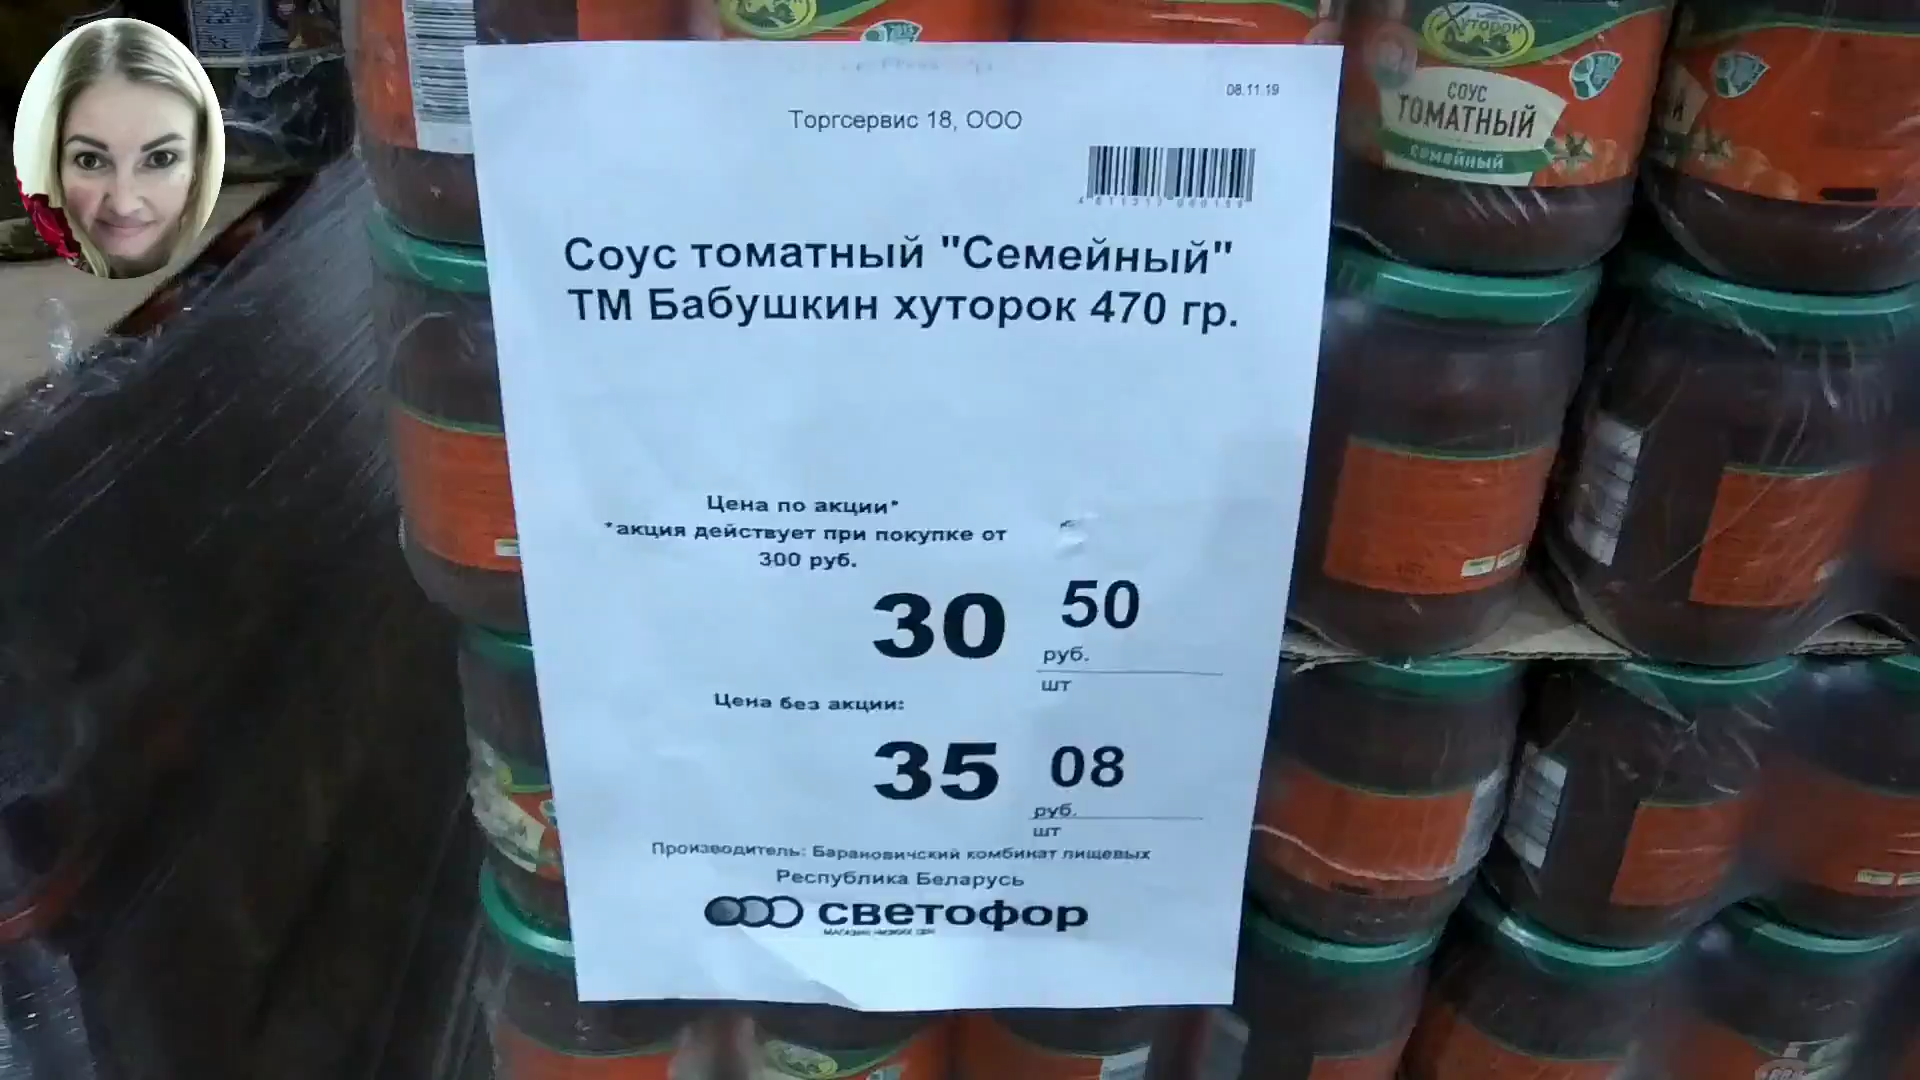 08.11.19
Торгсервис 18, ООО
Соус томатный "Семейный"
ТМ Бабушкин хуторок 470 гр.
Цена по акции*
*акция действует при покупке от
300 руб.
30 50
руб.
шт
Цена без акции:
35 08
руб.
шт
Производитель: Барановичский комбинат пищевых
Республика Беларусь
светофор
Хуторок
СОУС
ТОМАТНЫЙ
семейный